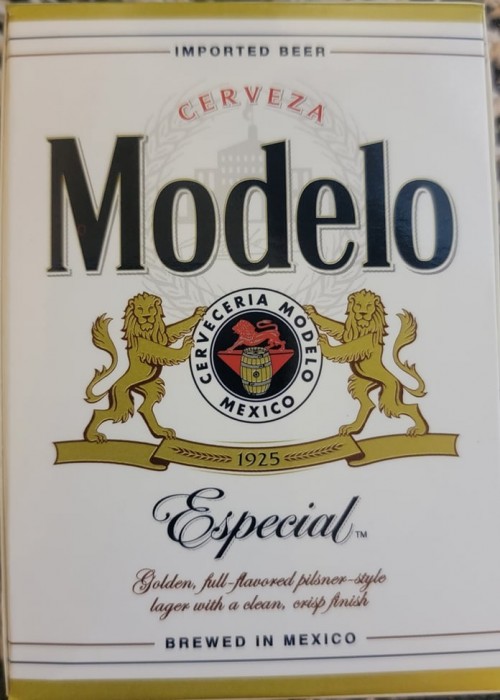 IMPORTED BEER
CERVEZA
Modelo
CERVECERIA MODELO
MEXICO
1925
Especial™
Golden, full-flavored pilsner-style
lager with a clean, crisp finish
BREWED IN MEXICO